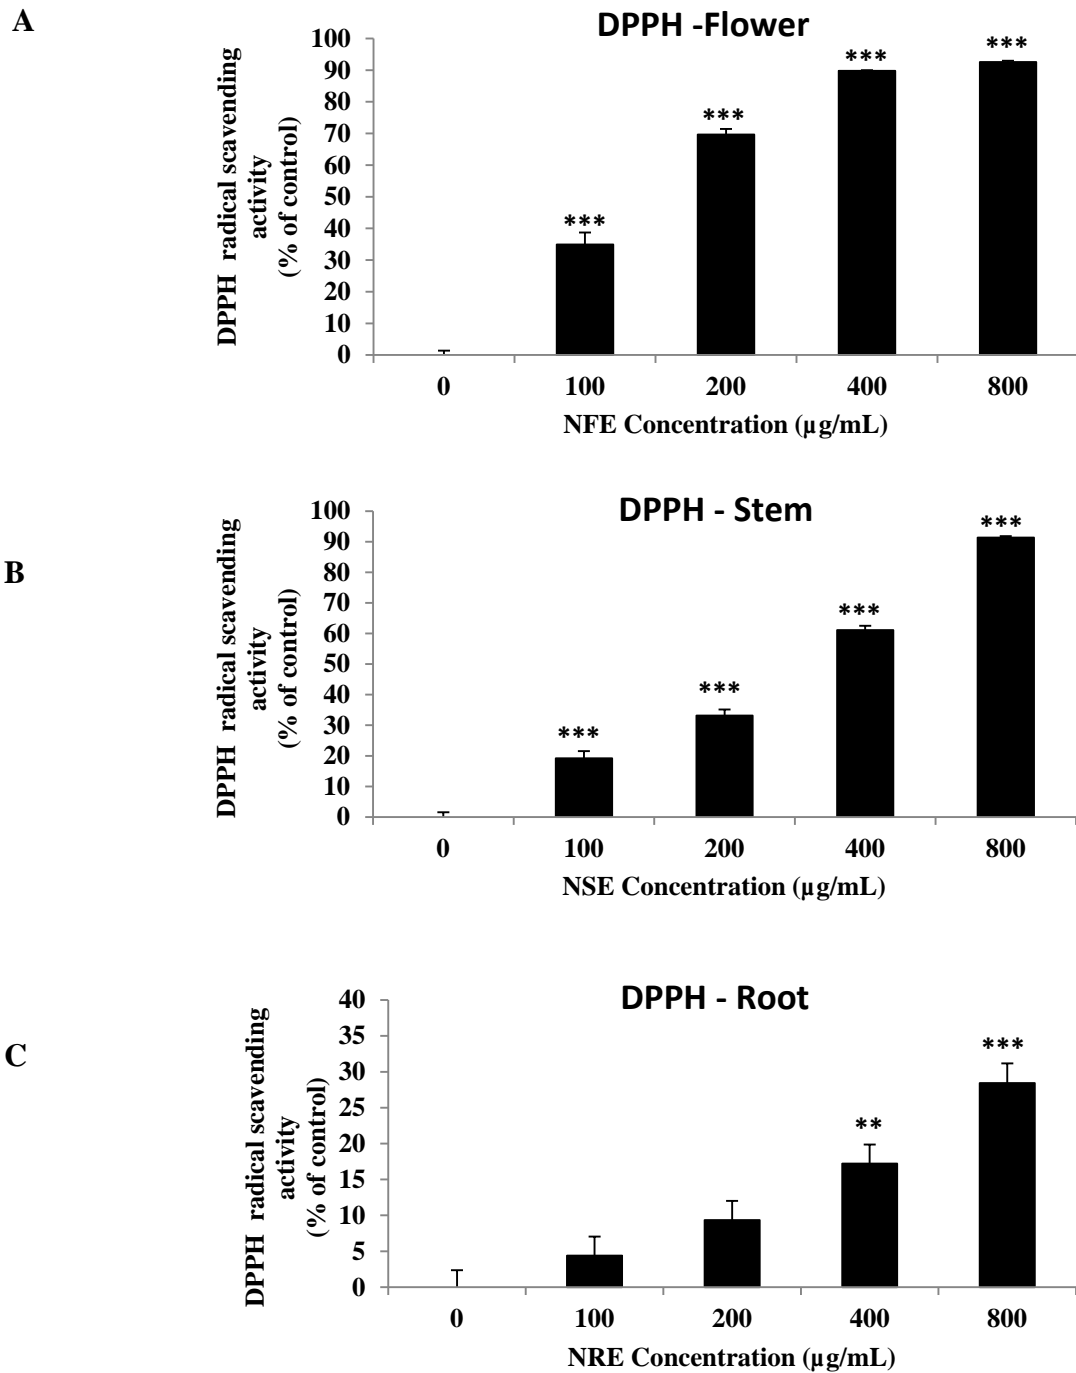 A
DPPH -Flower
DPPH radical scavending
activity
(% of control)
100
90
80
70
60
50
40
30
20
10
0
***
***
***
***
0 100 200 400 800
NFE Concentration (µg/mL)
B
DPPH - Stem
DPPH radical scavending
activity
(% of control)
100
90
80
70
60
50
40
30
20
10
0
***
***
***
***
0 100 200 400 800
NSE Concentration (µg/mL)
C
DPPH - Root
DPPH radical scavending
activity
(% of control)
40
35
30
25
20
15
10
5
0
**
***
0 100 200 400 800
NRE Concentration (µg/mL)